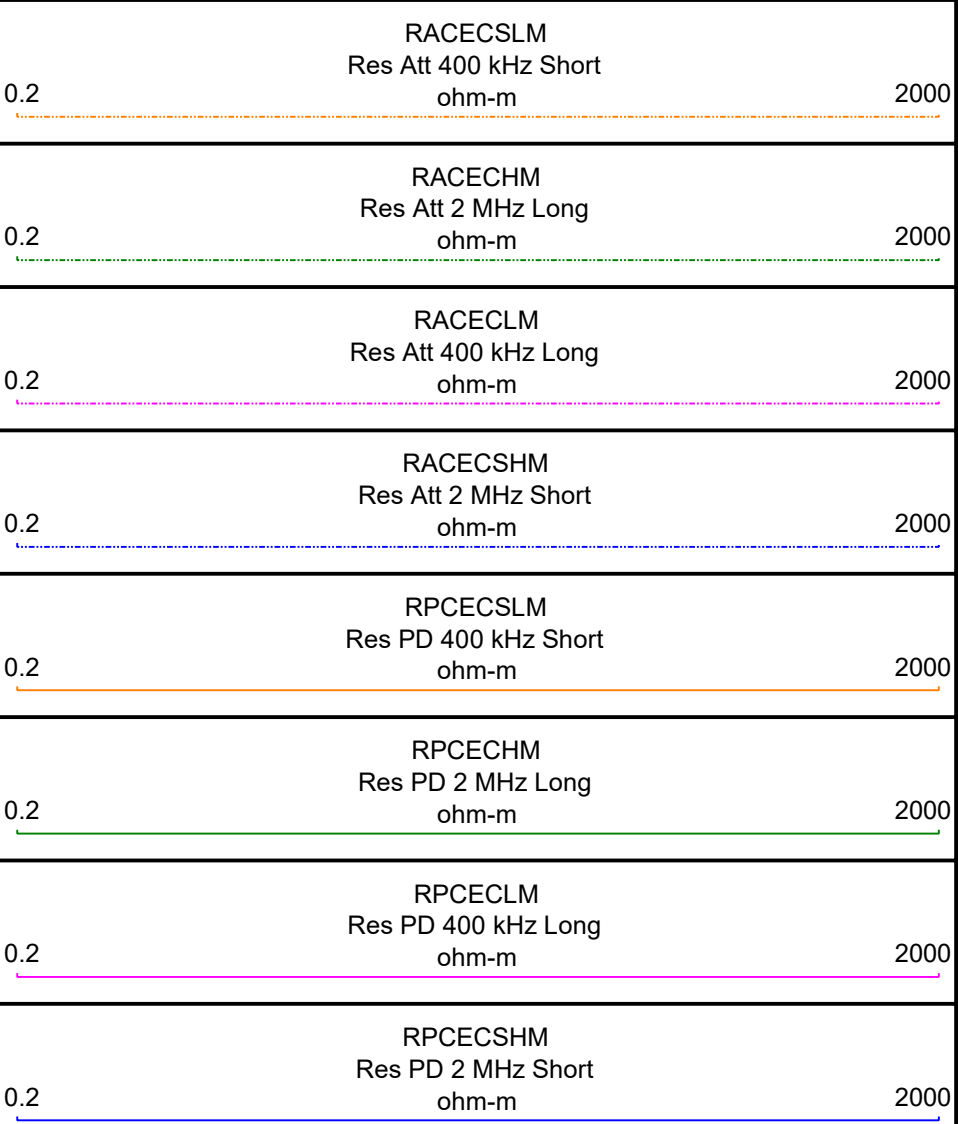 RACECSLM
Res Att 400 kHz Short
0.2 ohm-m 2000
RACECHM
Res Att 2 MHz Long
0.2 ohm-m 2000
RACECLM
Res Att 400 kHz Long
0.2 ohm-m 2000
RACECSHM
Res Att 2 MHz Short
0.2 ohm-m 2000
RPCECSLM
Res PD 400 kHz Short
0.2 ohm-m 2000
RPCECHM
Res PD 2 MHz Long
0.2 ohm-m 2000
RPCECLM
Res PD 400 kHz Long
0.2 ohm-m 2000
RPCECSHM
Res PD 2 MHz Short
0.2 ohm-m 2000